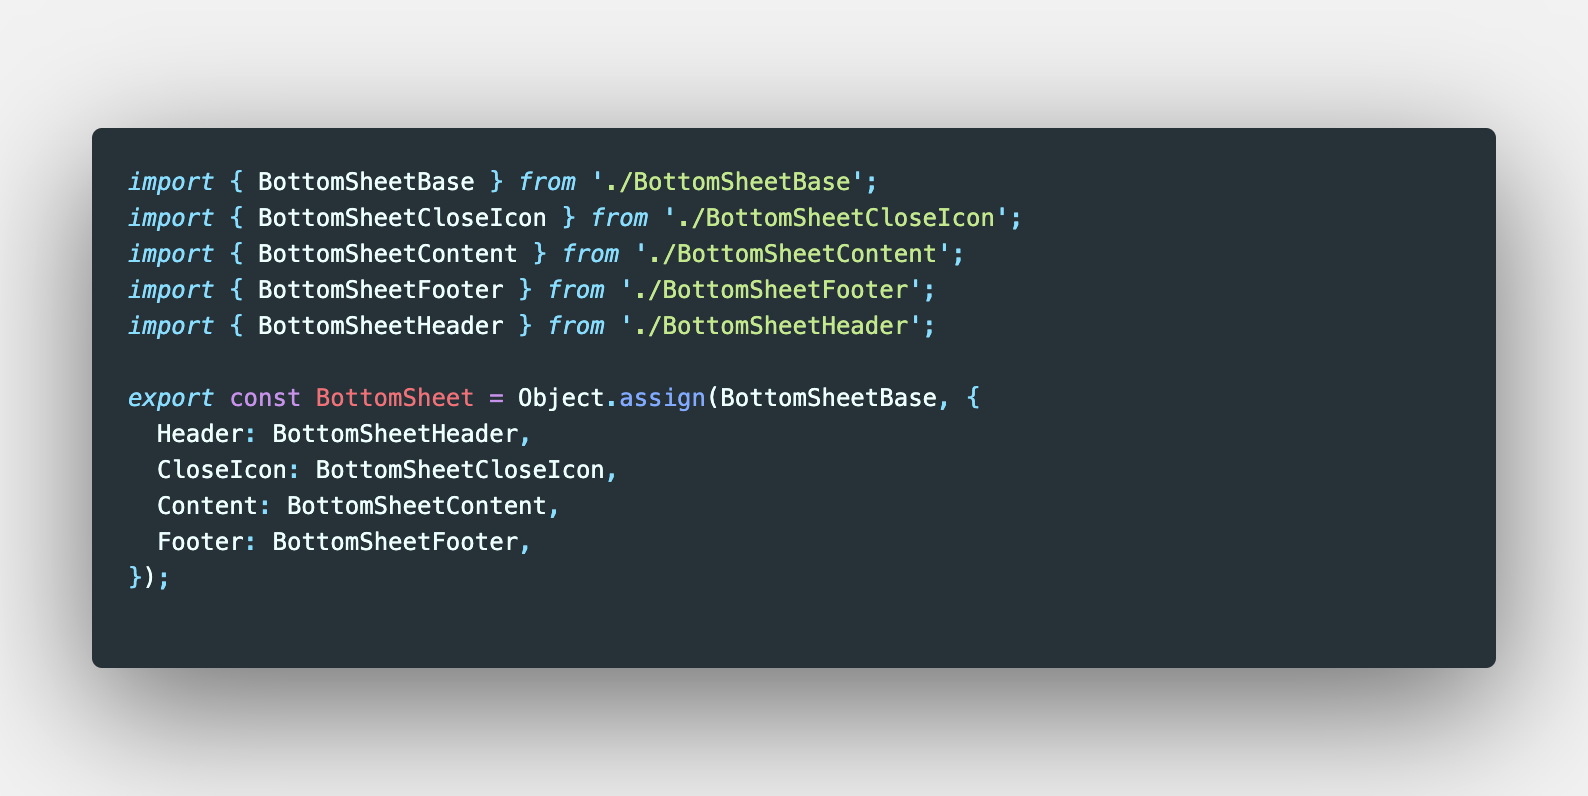 import { BottomSheetBase } from './BottomSheetBase';
import { BottomSheetCloseIcon } from './BottomSheetCloseIcon';
import { BottomSheetContent } from './BottomSheetContent';
import { BottomSheetFooter } from './BottomSheetFooter';
import { BottomSheetHeader } from './BottomSheetHeader';

export const BottomSheet = Object.assign(BottomSheetBase, {
  Header: BottomSheetHeader,
  CloseIcon: BottomSheetCloseIcon,
  Content: BottomSheetContent,
  Footer: BottomSheetFooter,
});